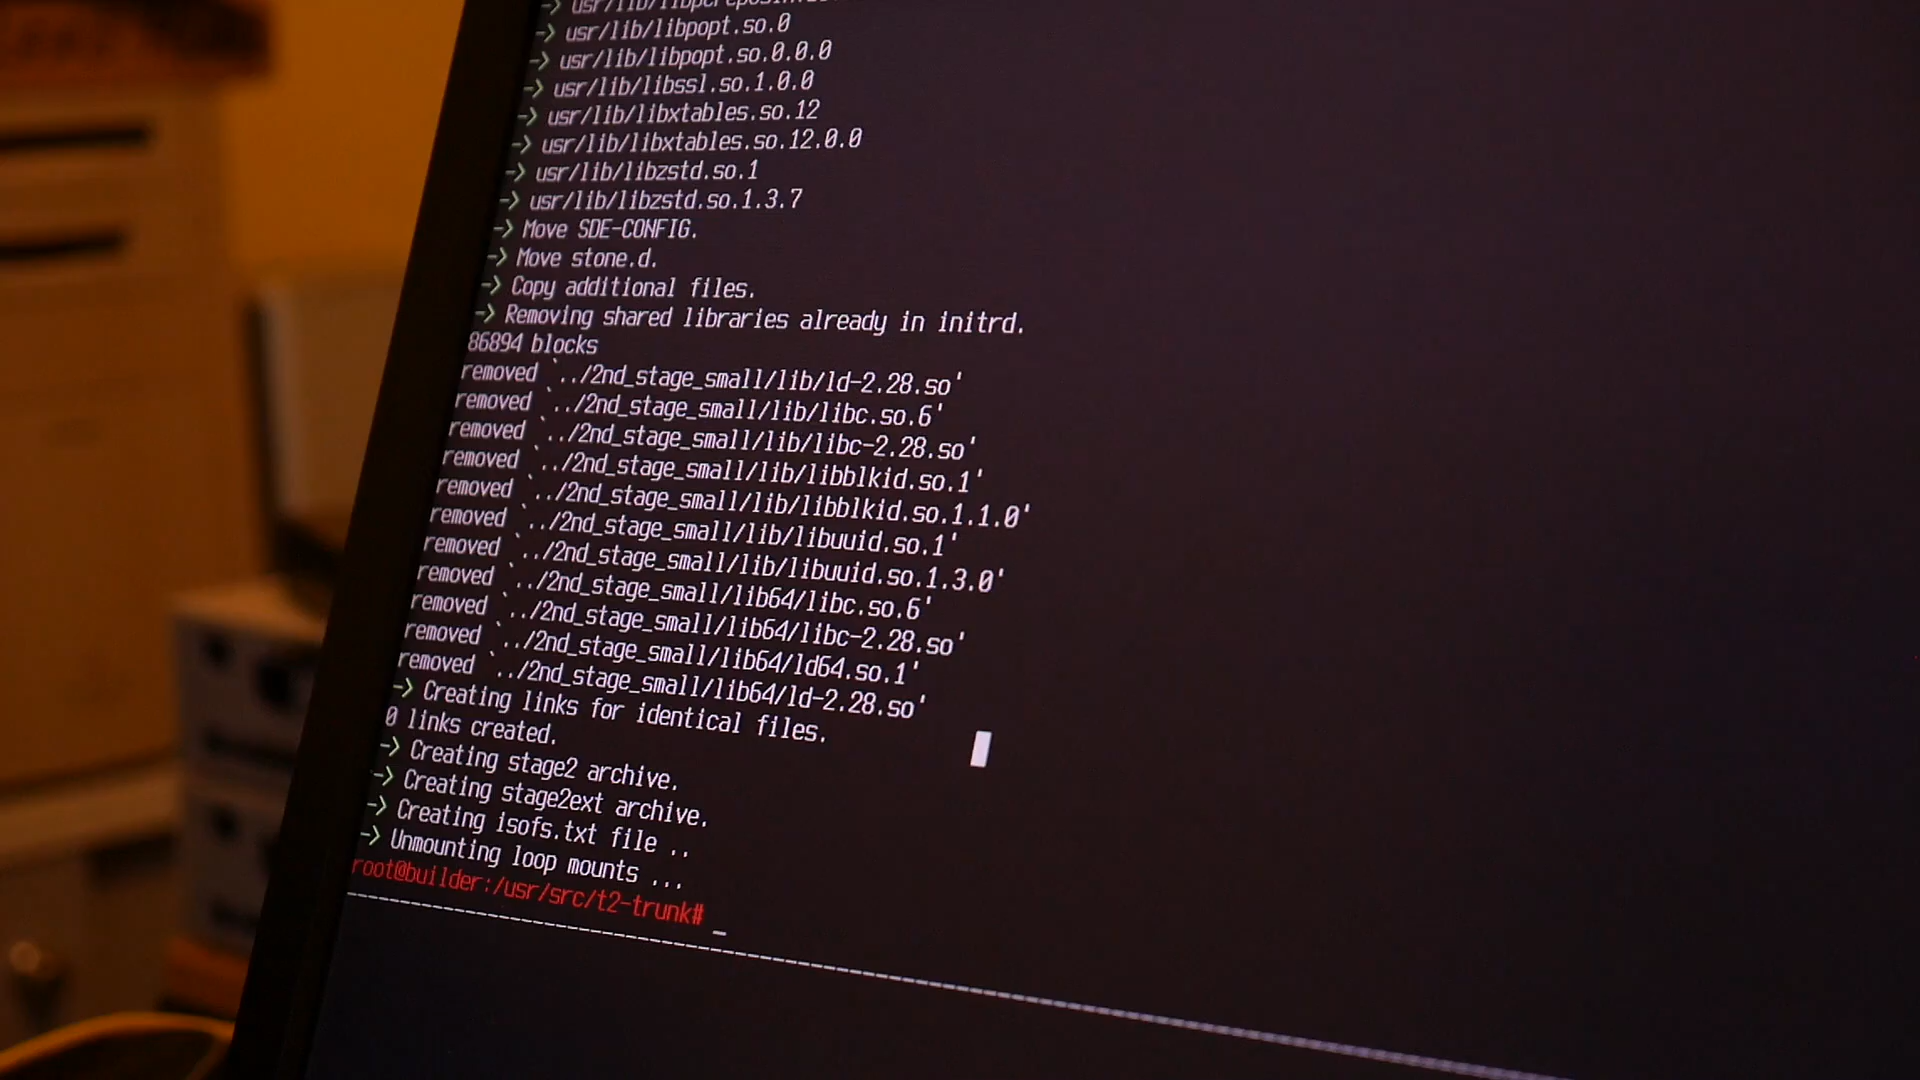 -> usr/lib/libpopt.so.0
-> usr/lib/libpopt.so.0.0.0
-> usr/lib/libssl.so.1.0.0
-> usr/lib/libxtables.so.12
-> usr/lib/libxtables.so.12.0.0
-> usr/lib/libzstd.so.1
-> usr/lib/libzstd.so.1.3.7
-> Move SDE-CONFIG.
-> Move stone.d.
-> Copy additional files.
-> Removing shared libraries already in initrd.
86894 blocks
removed `../2nd_stage_small/lib/ld-2.28.so'
removed `../2nd_stage_small/lib/libc.so.6'
removed `../2nd_stage_small/lib/libc-2.28.so'
removed `../2nd_stage_small/lib/libblkid.so.1'
removed `../2nd_stage_small/lib/libblkid.so.1.1.0'
removed `../2nd_stage_small/lib/libuuid.so.1'
removed `../2nd_stage_small/lib/libuuid.so.1.3.0'
removed `../2nd_stage_small/lib64/libc.so.6'
removed `../2nd_stage_small/lib64/libc-2.28.so'
removed `../2nd_stage_small/lib64/ld64.so.1'
removed `../2nd_stage_small/lib64/ld-2.28.so'
-> Creating links for identical files.
0 links created.
-> Creating stage2 archive.
-> Creating stage2ext archive.
-> Creating isofs.txt file ..
-> Unmounting loop mounts ...
root@builder:/usr/src/t2-trunk# _